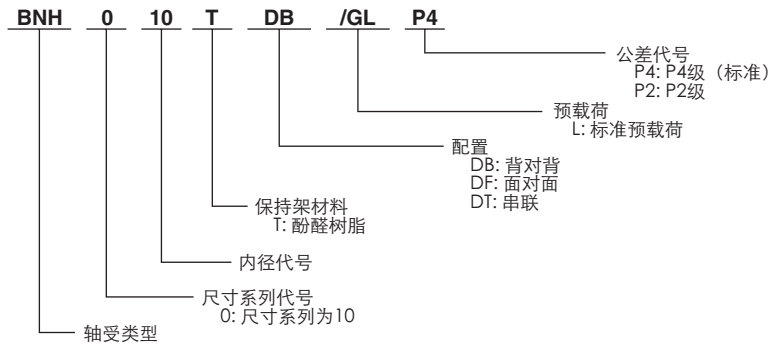 BNH 0 10 T DB /GL P4
公差代号
P4: P4级（标准）
P2: P2级
预载荷
L: 标准预载荷
配置
DB: 背对背
DF: 面对面
DT: 串联
保持架材料
T: 酚醛树脂
内径代号
尺寸系列代号
0: 尺寸系列为10
轴受类型